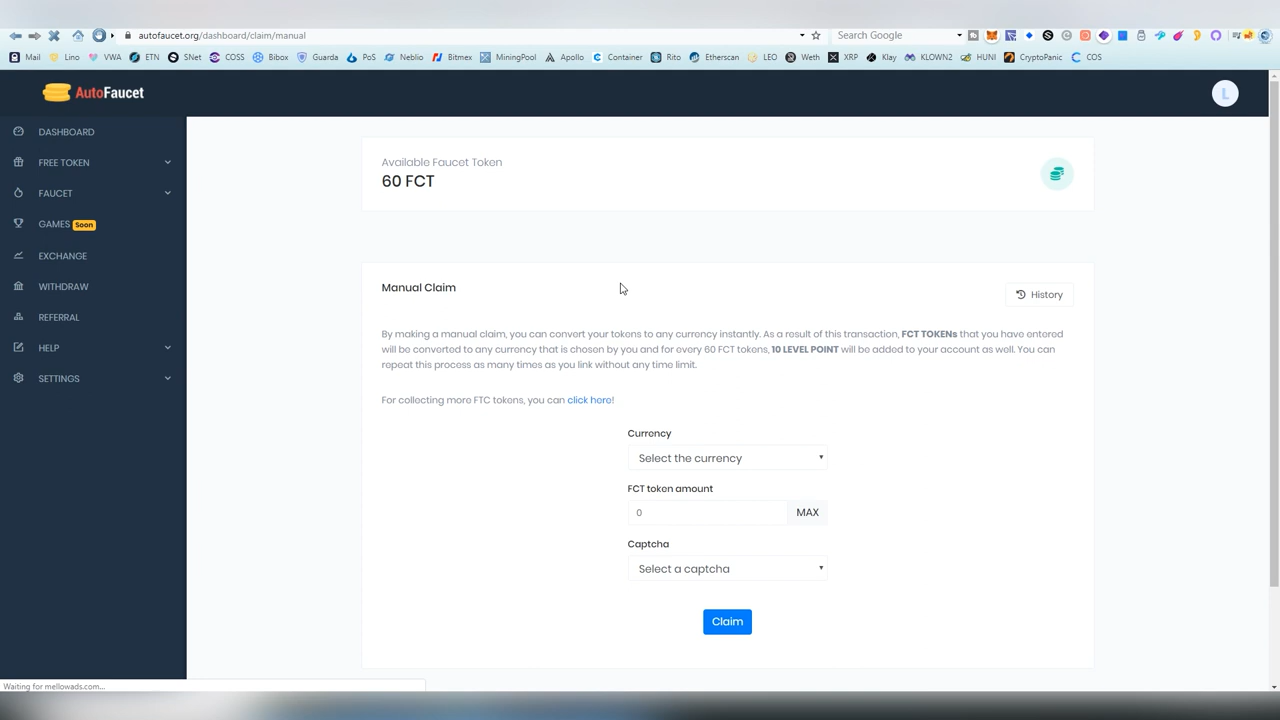 autofaucet.org/dashboard/claim/manual
Search Google
Mail Lino VWA ETN SNet COSS Bibox Guarda PoS Neblio Bitmex MiningPool Apollo Container Rito Etherscan LEO Weth XRP Klay KLOWN2 HUNI CryptoPanic COS
AutoFaucet
L
DASHBOARD
FREE TOKEN
FAUCET
GAMES Soon
EXCHANGE
WITHDRAW
REFERRAL
HELP
SETTINGS
Available Faucet Token
60 FCT
Manual Claim
History
By making a manual claim, you can convert your tokens to any currency instantly. As a result of this transaction, FCT TOKENs that you have entered
will be converted to any currency that is chosen by you and for every 60 FCT tokens, 10 LEVEL POINT will be added to your account as well. You can
repeat this process as many times as you link without any time limit.
For collecting more FTC tokens, you can click here!
Currency
Select the currency
FCT token amount
0 MAX
Captcha
Select a captcha
Claim
Waiting for mellowads.com...